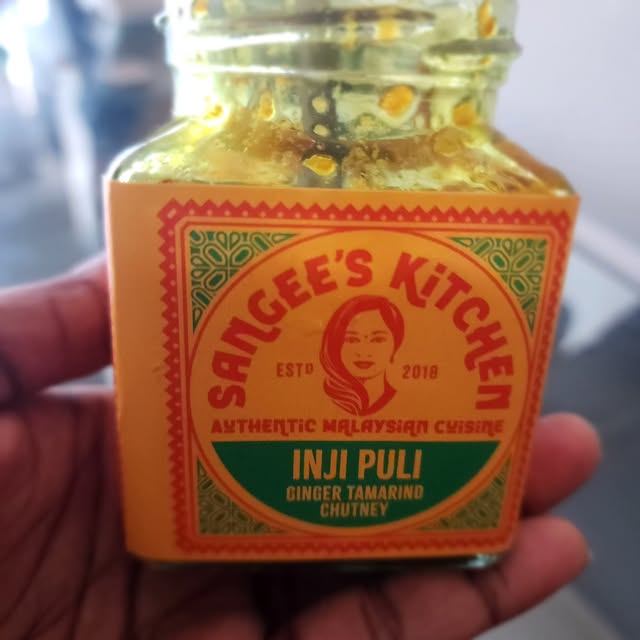 SANGEE'S KITCHEN
ESTD 2018
AUTHENTIC MALAYSIAN CUISINE
INJI PULI
GINGER TAMARIND
CHUTNEY